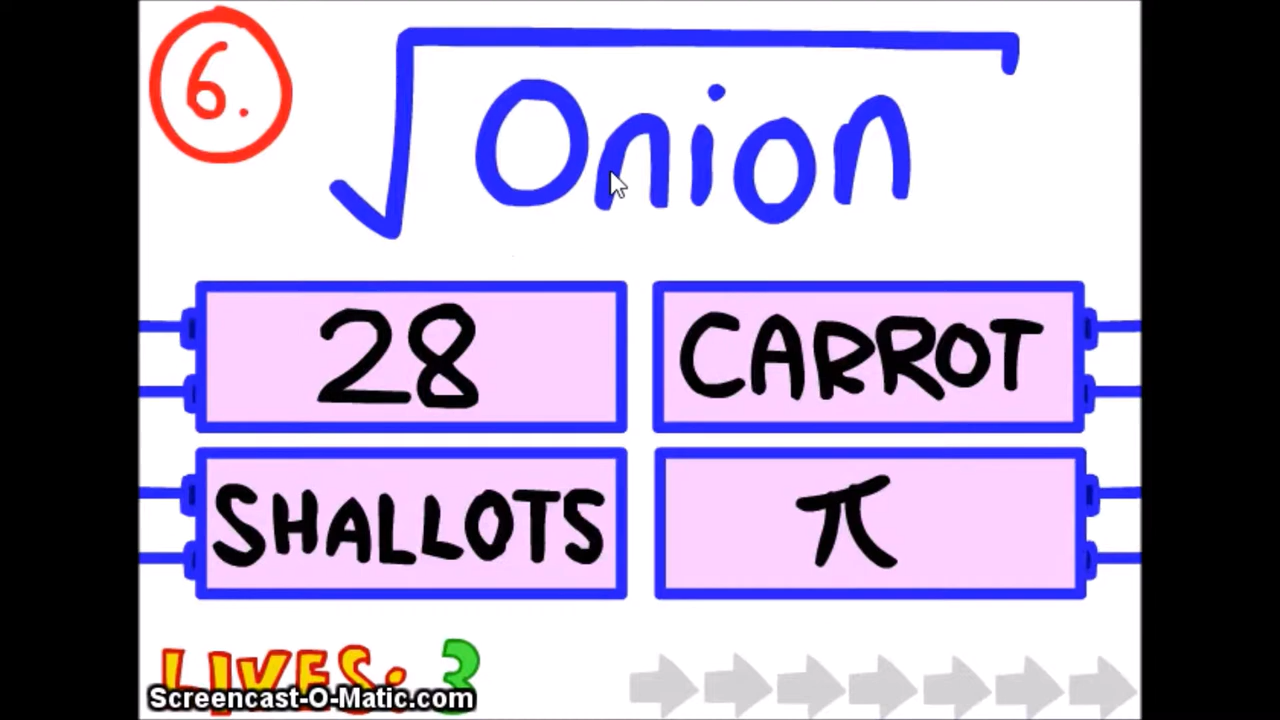 6.
√Onion
28
CARROT
SHALLOTS
π
LIVES: 3
Screencast-O-Matic.com